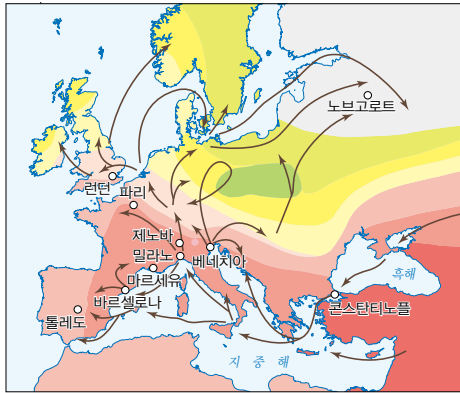 노브고로트
런던
파리
제노바
밀라노
베네치아
마르세유
바르셀로나
톨레도
콘스탄티노플
흑해
지중해